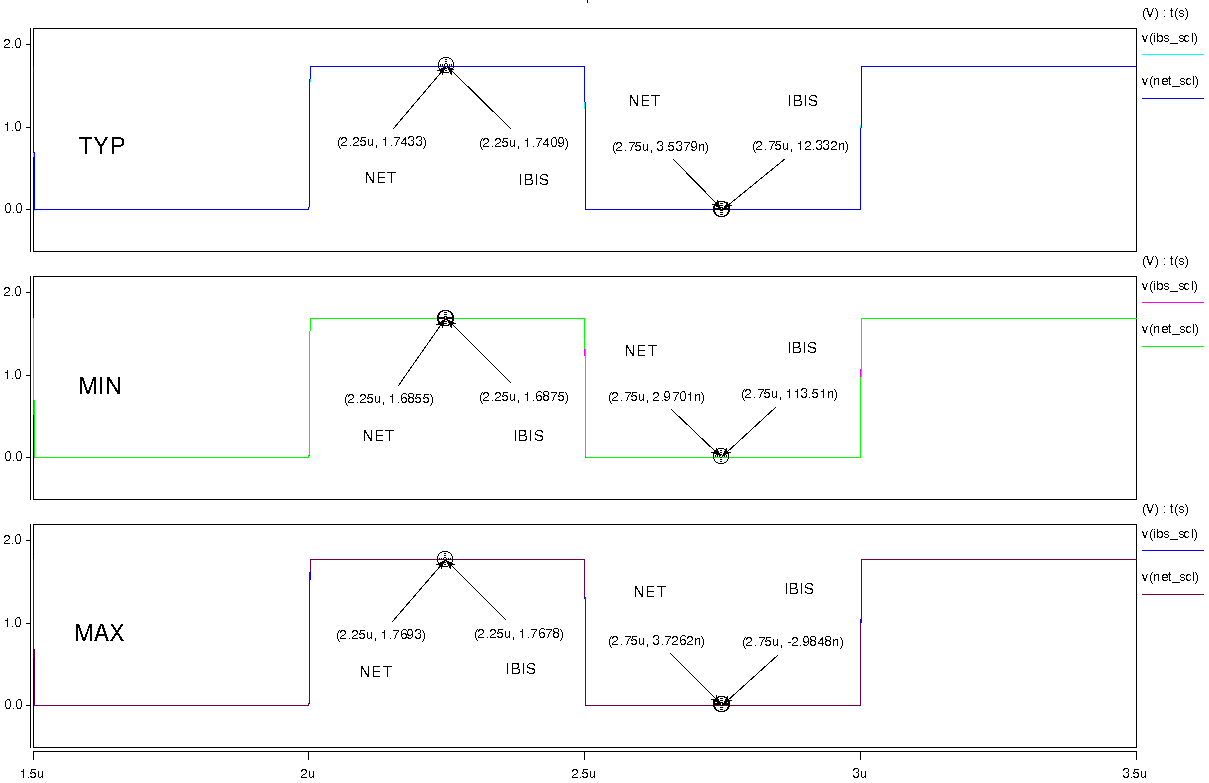 (V) : t(s)
2.0
v(ibs_scl)
v(net_scl)
NET
IBIS
1.0
TYP
(2.25u, 1.7433)
(2.25u, 1.7409)
(2.75u, 3.5379n)
(2.75u, 12.332n)
NET
IBIS
0.0
(V) : t(s)
2.0
v(ibs_scl)
v(net_scl)
NET
IBIS
1.0
MIN
(2.25u, 1.6855)
(2.25u, 1.6875)
(2.75u, 2.9701n)
(2.75u, 113.51n)
NET
IBIS
0.0
(V) : t(s)
2.0
v(ibs_scl)
v(net_scl)
NET
IBIS
1.0
MAX
(2.25u, 1.7693)
(2.25u, 1.7678)
(2.75u, 3.7262n)
(2.75u, -2.9848n)
NET
IBIS
0.0
1.5u
2u
2.5u
3u
3.5u